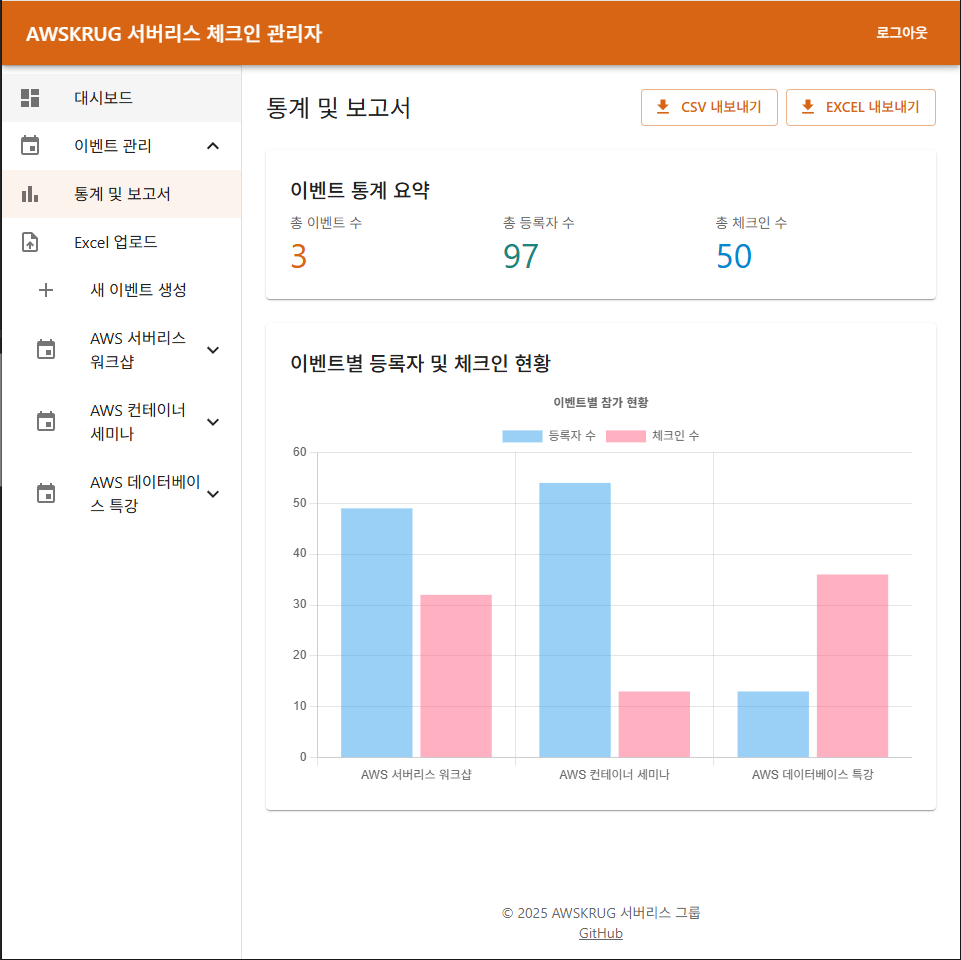 AWSKRUG 서버리스 체크인 관리자
로그아웃
대시보드
이벤트 관리
통계 및 보고서
Excel 업로드
새 이벤트 생성
AWS 서버리스
워크샵
AWS 컨테이너
세미나
AWS 데이터베이
스 특강
통계 및 보고서
CSV 내보내기
EXCEL 내보내기
이벤트 통계 요약
총 이벤트 수
3
총 등록자 수
97
총 체크인 수
50
이벤트별 등록자 및 체크인 현황
이벤트별 참가 현황
등록자 수
체크인 수
60
50
40
30
20
10
0
AWS 서버리스 워크샵
AWS 컨테이너 세미나
AWS 데이터베이스 특강
© 2025 AWSKRUG 서버리스 그룹
GitHub